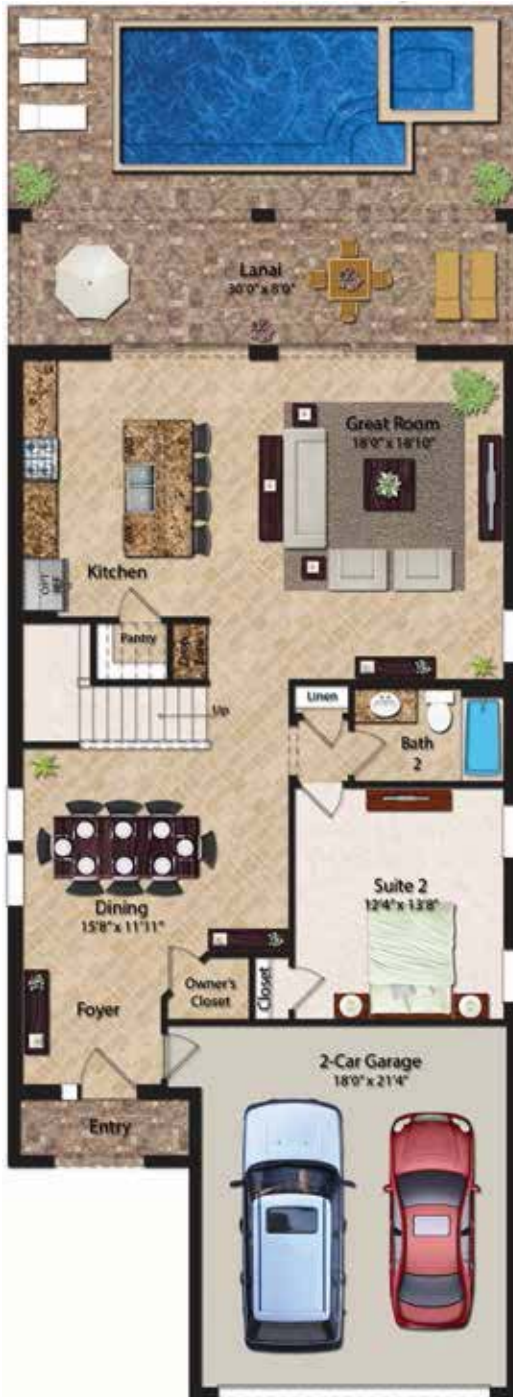 Lanai
30'0" x 8'0"
Great Room
18'0" x 18'10"
Kitchen
OPT
REF
Pantry
Up
Linen
Bath
2
Dining
15'8" x 11'11"
Suite 2
12'4" x 13'8"
Owner's
Closet
Closet
Foyer
2-Car Garage
18'0" x 21'4"
Entry